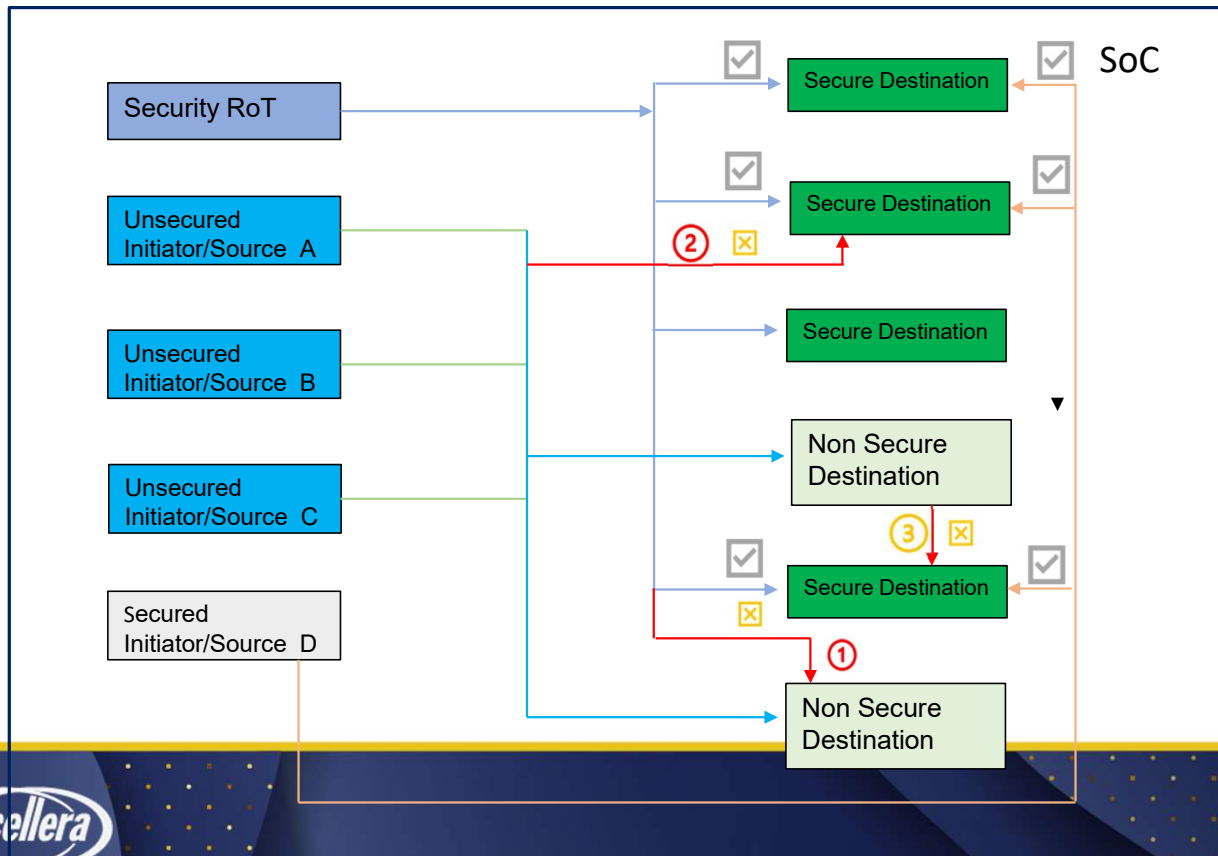 SoC
Security RoT
Unsecured
Initiator/Source A
Unsecured
Initiator/Source B
Unsecured
Initiator/Source C
Secured
Initiator/Source D
Secure Destination
Secure Destination
②
Secure Destination
Non Secure
Destination
③
Secure Destination
①
Non Secure
Destination
cellera